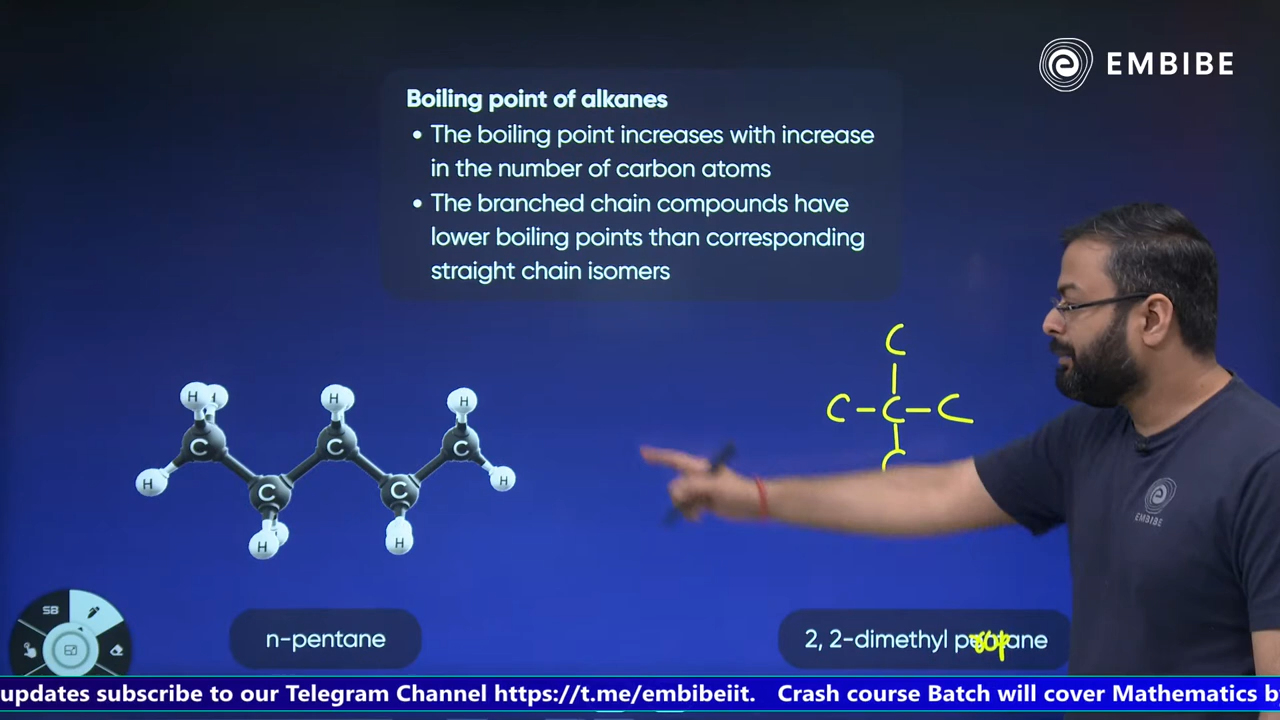 EMBIBE
Boiling point of alkanes
• The boiling point increases with increase
in the number of carbon atoms
• The branched chain compounds have
lower boiling points than corresponding
straight chain isomers
C
C – C – C
C
H H H
C C C
H C C H
H H
EMBIBE
SB
n-pentane
2, 2-dimethyl
updates subscribe to our Telegram Channel https://t.me/embibeiit. Crash course Batch will cover Mathematics b